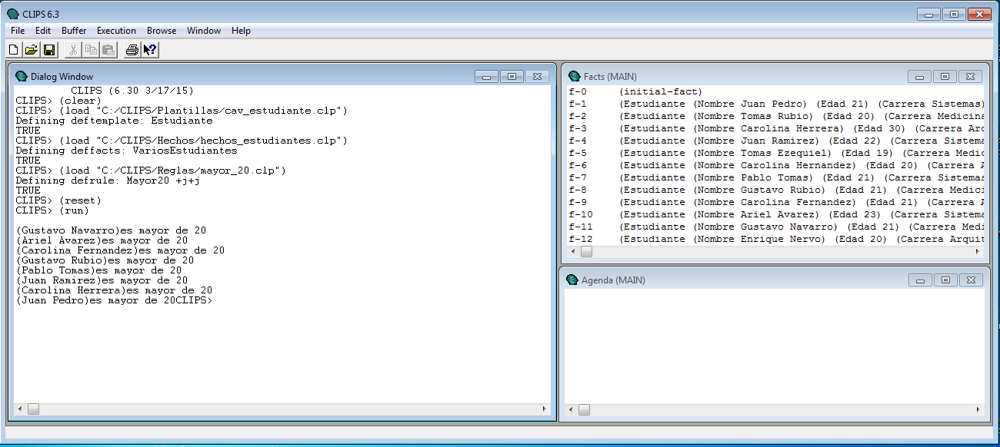 CLIPS 6.3
File Edit Buffer Execution Browse Window Help
Dialog Window
CLIPS (6.30 3/17/15)
CLIPS> (clear)
CLIPS> (load "C:/CLIPS/Plantillas/cav_estudiante.clp")
Defining deftemplate: Estudiante
TRUE
CLIPS> (load "C:/CLIPS/Hechos/hechos_estudiantes.clp")
Defining deffacts: VariosEstudiantes
TRUE
CLIPS> (load "C:/CLIPS/Reglas/mayor_20.clp")
Defining defrule: Mayor20 +j+j
TRUE
CLIPS> (reset)
CLIPS> (run)
(Gustavo Navarro)es mayor de 20
(Ariel Avarez)es mayor de 20
(Carolina Fernandez)es mayor de 20
(Gustavo Rubio)es mayor de 20
(Pablo Tomas)es mayor de 20
(Juan Ramirez)es mayor de 20
(Carolina Herrera)es mayor de 20
(Juan Pedro)es mayor de 20CLIPS>
Facts (MAIN)
f-0 (initial-fact)
f-1 (Estudiante (Nombre Juan Pedro) (Edad 21) (Carrera Sistemas)
f-2 (Estudiante (Nombre Tomas Rubio) (Edad 20) (Carrera Medicina
f-3 (Estudiante (Nombre Carolina Herrera) (Edad 30) (Carrera Arq
f-4 (Estudiante (Nombre Juan Ramirez) (Edad 22) (Carrera Sistema
f-5 (Estudiante (Nombre Tomas Ezequiel) (Edad 19) (Carrera Medic
f-6 (Estudiante (Nombre Carolina Hernandez) (Edad 20) (Carrera A
f-7 (Estudiante (Nombre Pablo Tomas) (Edad 21) (Carrera Sistemas
f-8 (Estudiante (Nombre Gustavo Rubio) (Edad 21) (Carrera Medici
f-9 (Estudiante (Nombre Carolina Fernandez) (Edad 21) (Carrera A
f-10 (Estudiante (Nombre Ariel Avarez) (Edad 23) (Carrera Sistema
f-11 (Estudiante (Nombre Gustavo Navarro) (Edad 21) (Carrera Medi
f-12 (Estudiante (Nombre Enrique Nervo) (Edad 20) (Carrera Arquit
Agenda (MAIN)